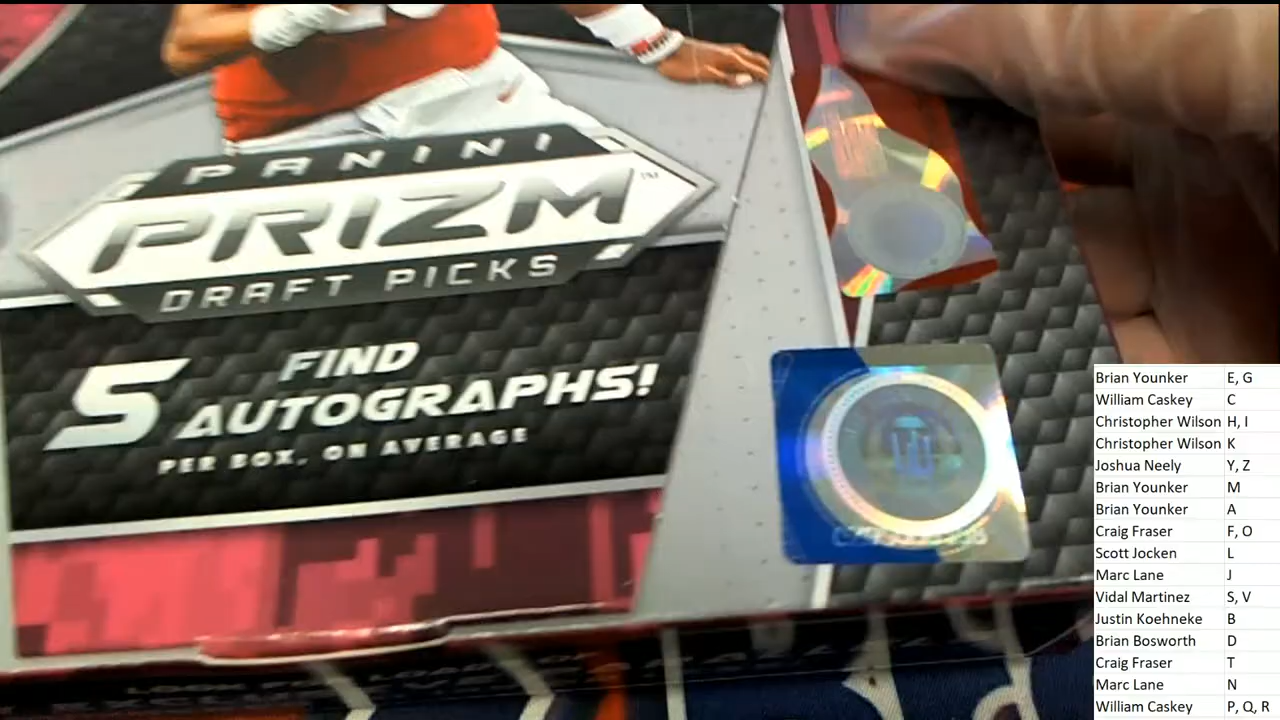 PANINI
PRIZM™
DRAFT PICKS
5 FIND
AUTOGRAPHS!
PER BOX, ON AVERAGE
Brian Younker E, G
William Caskey C
Christopher Wilson H, I
Christopher Wilson K
Joshua Neely Y, Z
Brian Younker M
Brian Younker A
Craig Fraser F, O
Scott Jocken L
Marc Lane J
Vidal Martinez S, V
Justin Koehneke B
Brian Bosworth D
Craig Fraser T
Marc Lane N
William Caskey P, Q, R